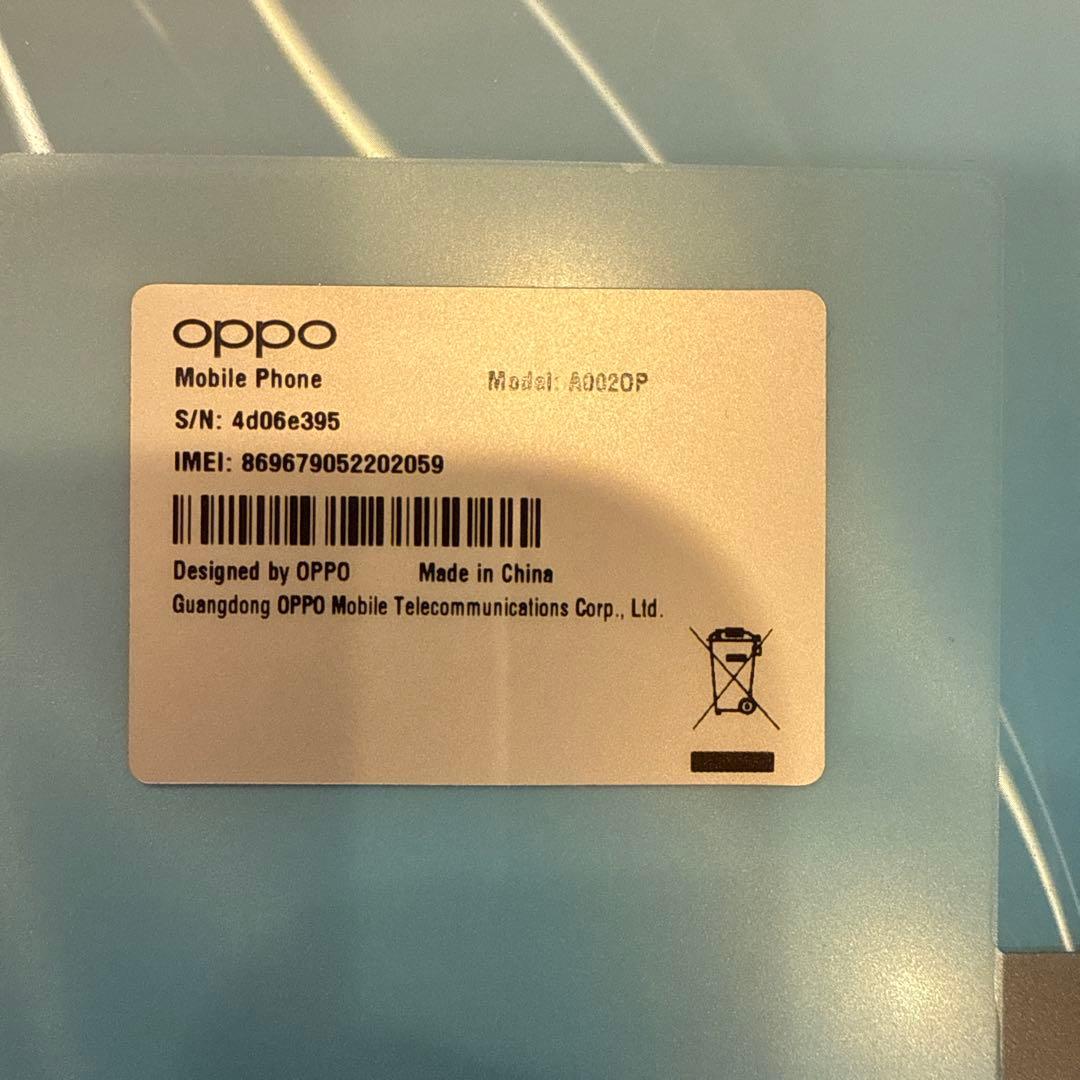 oppo
Mobile Phone Model: A002OP
S/N: 4d06e395
IMEI: 869679052202059
Designed by OPPO Made in China
Guangdong OPPO Mobile Telecommunications Corp., Ltd.